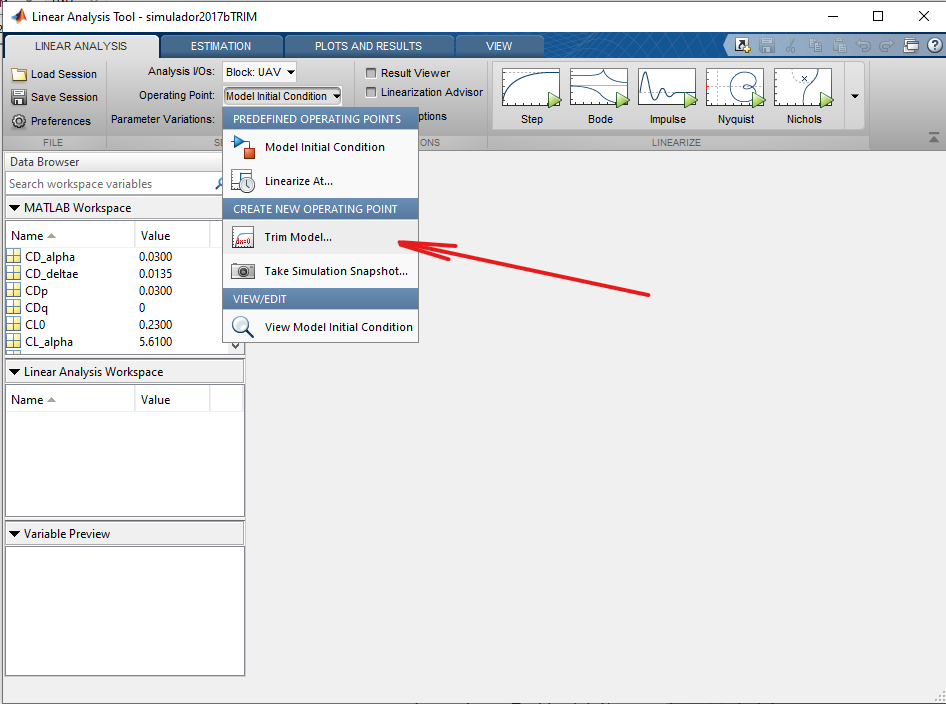 Linear Analysis Tool - simulador2017bTRIM
LINEAR ANALYSIS ESTIMATION PLOTS AND RESULTS VIEW
Load Session
Save Session
Preferences
FILE
Analysis I/Os: Block: UAV
Operating Point: Model Initial Condition
Parameter Variations:
Result Viewer
Linearization Advisor
ptions
ONS
Step Bode Impulse Nyquist Nichols
LINEARIZE
PREDEFINED OPERATING POINTS
Model Initial Condition
Linearize At...
CREATE NEW OPERATING POINT
Trim Model...
Take Simulation Snapshot...
VIEW/EDIT
View Model Initial Condition
Data Browser
Search workspace variables
MATLAB Workspace
Name Value
CD_alpha 0.0300
CD_deltae 0.0135
CDp 0.0300
CDq 0
CL0 0.2300
CL_alpha 5.6100
Linear Analysis Workspace
Name Value
Variable Preview